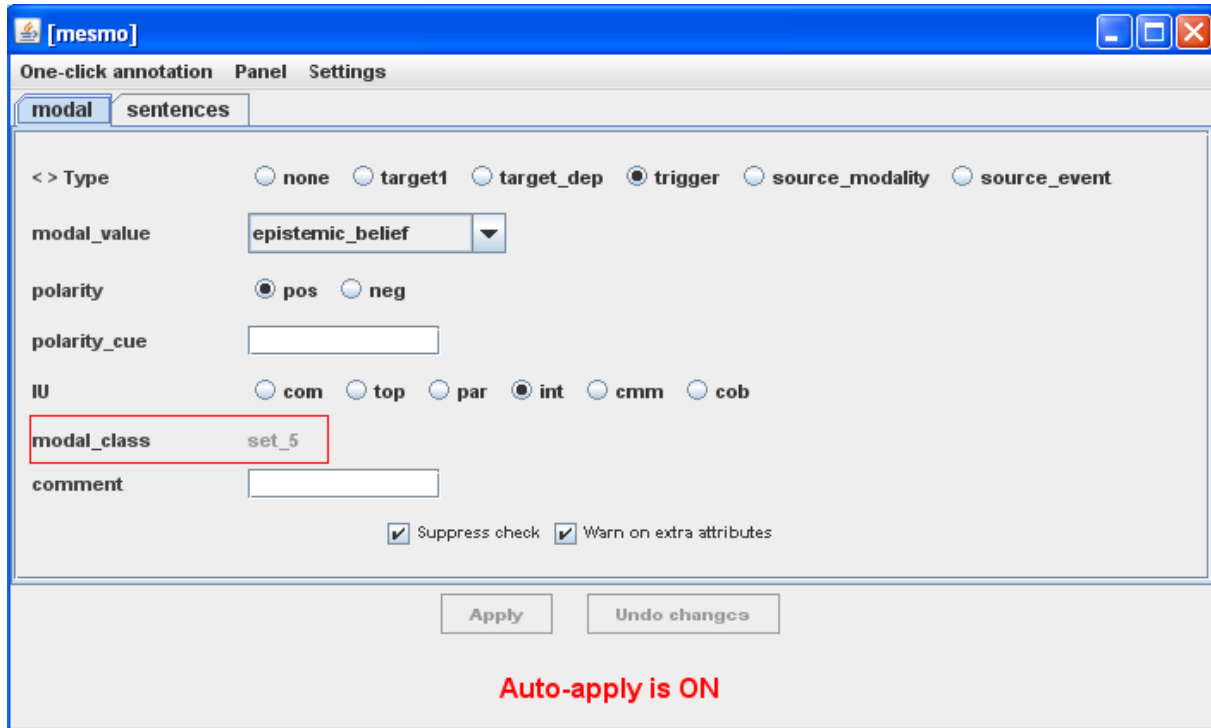 [mesmo]
One-click annotation Panel Settings
modal sentences
< > Type none target1 target_dep trigger source_modality source_event
modal_value epistemic_belief
polarity pos neg
polarity_cue
IU com top par int cmm cob
modal_class set_5
comment
Suppress check Warn on extra attributes
Apply Undo changes
Auto-apply is ON